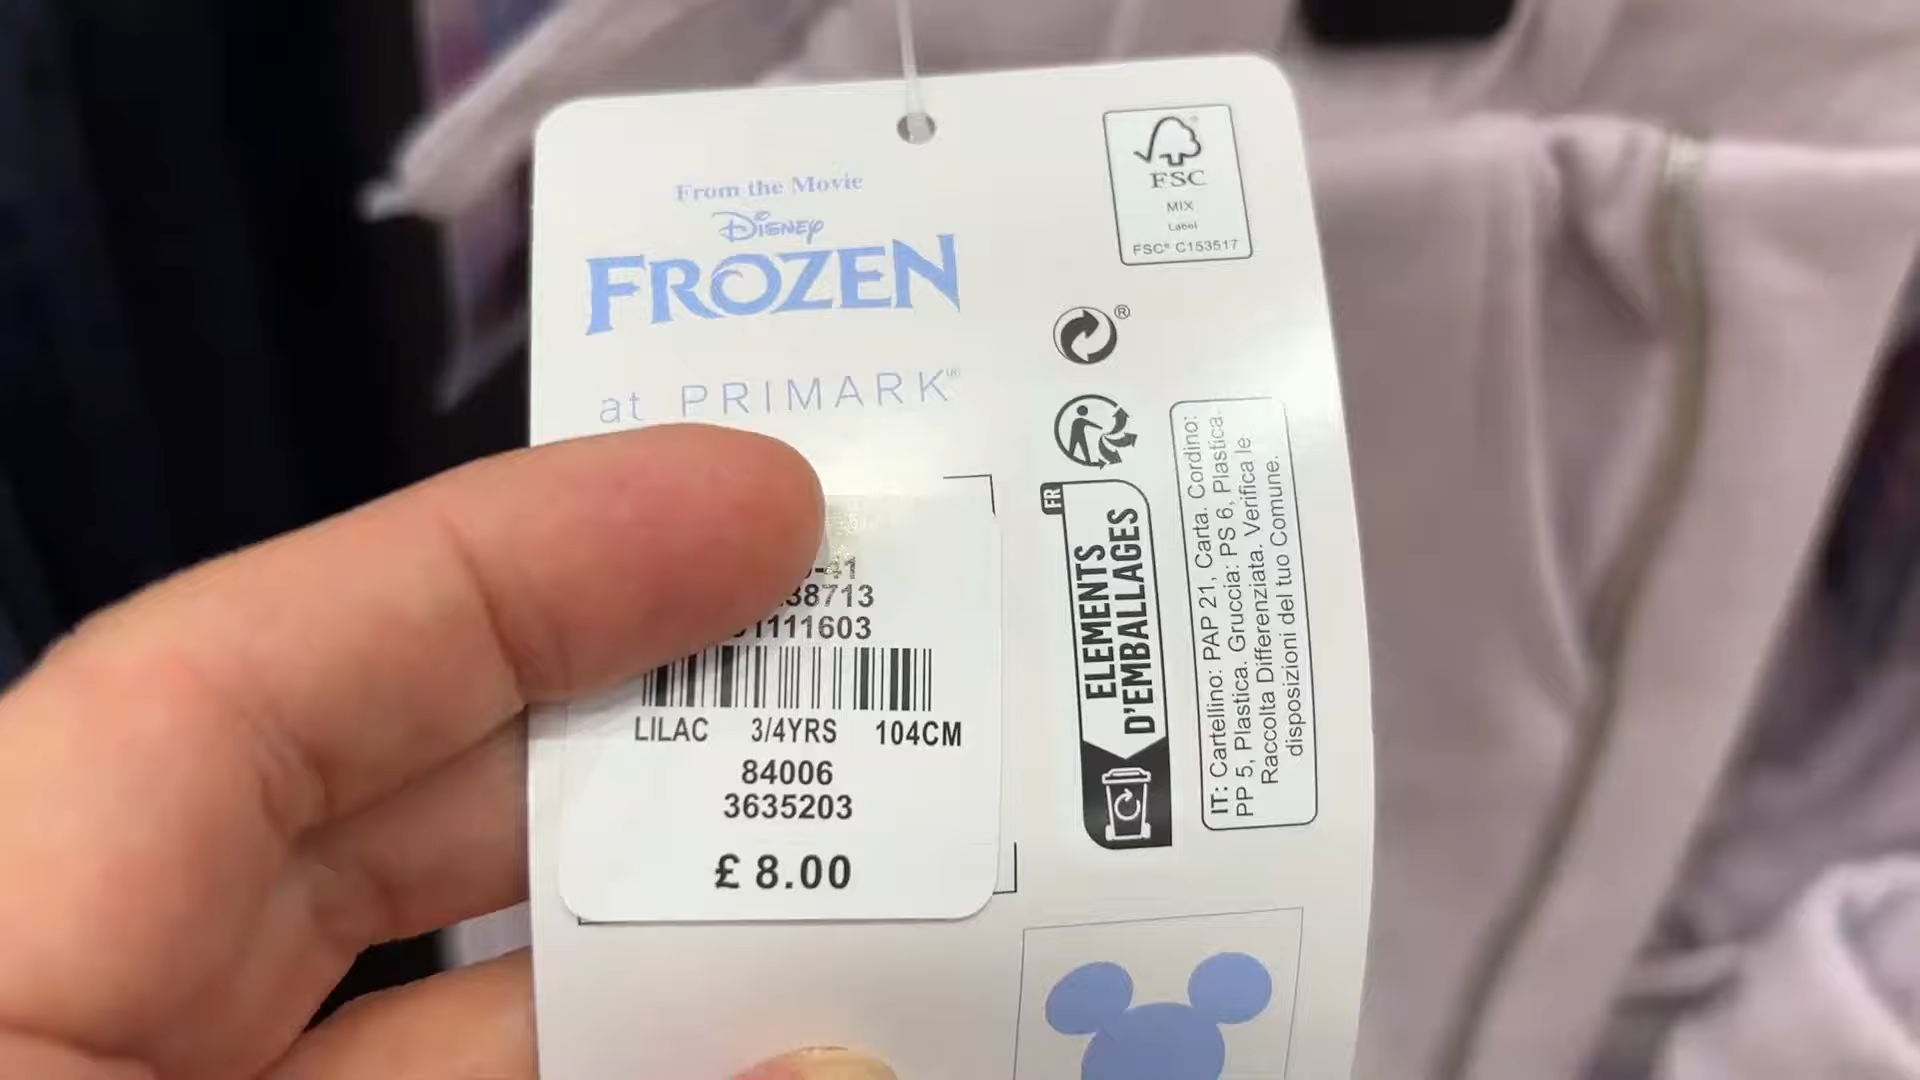 From the Movie
Disney
FROZEN
at PRIMARK®
FSC®
MIX
Label
FSC® C153517
®
38713
1111603
LILAC 3/4YRS 104CM
84006
3635203
£ 8.00
FR
ELEMENTS
D'EMBALLAGES
IT: Cartellino: PAP 21, Carta. Cordino:
PP 5, Plastica. Gruccia: PS 6, Plastica.
Raccolta Differenziata. Verifica le
disposizioni del tuo Comune.